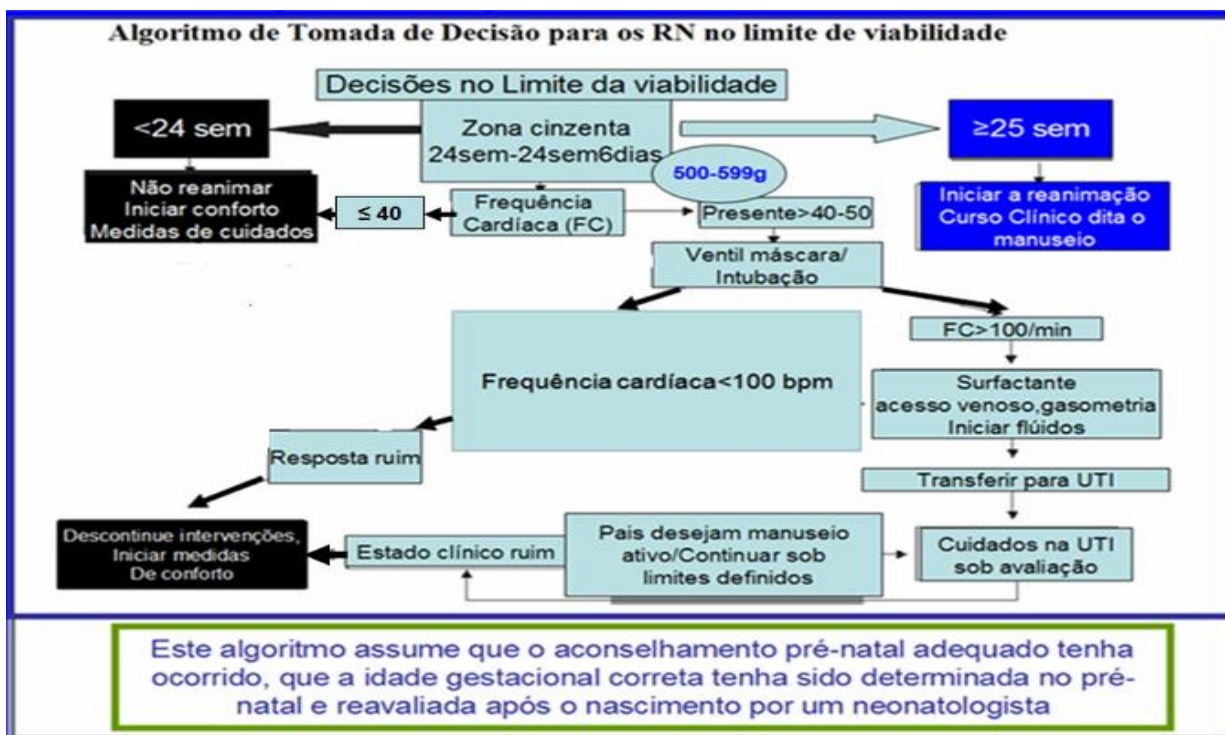 Algoritmo de Tomada de Decisão para os RN no limite de viabilidade
Decisões no Limite da viabilidade
<24 sem
Zona cinzenta
24sem-24sem6dias
≥25 sem
500-599g
Não reanimar
Iniciar conforto
Medidas de cuidados
≤ 40
Frequência
Cardíaca (FC)
Presente>40-50
Iniciar a reanimação
Curso Clínico dita o
manuseio
Ventil máscara/
Intubação
FC>100/min
Frequência cardíaca<100 bpm
Surfactante
acesso venoso,gasometria
Iniciar flúidos
Resposta ruim
Transferir para UTI
Descontinue intervenções,
Iniciar medidas
De conforto
Estado clínico ruim
Pais desejam manuseio
ativo/Continuar sob
limites definidos
Cuidados na UTI
sob avaliação
Este algoritmo assume que o aconselhamento pré-natal adequado tenha
ocorrido, que a idade gestacional correta tenha sido determinada no pré-
natal e reavaliada após o nascimento por um neonatologista